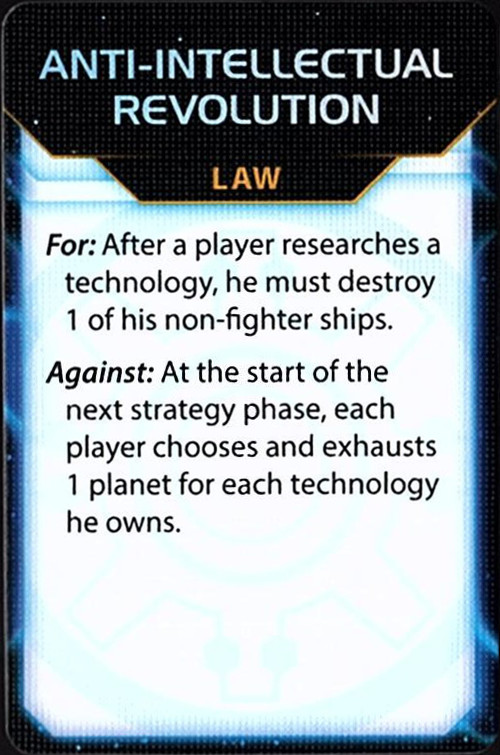 ANTI-INTELLECTUAL
REVOLUTION
LAW
For: After a player researches a
technology, he must destroy
1 of his non-fighter ships.
Against: At the start of the
next strategy phase, each
player chooses and exhausts
1 planet for each technology
he owns.